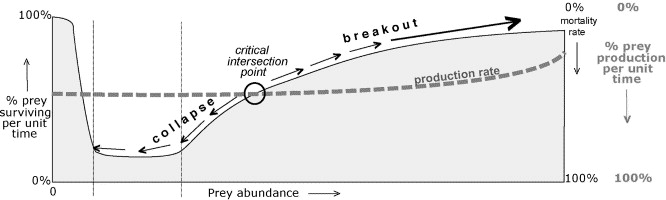 100%
% prey
surviving
per unit
time
0%
0
Prey abundance
collapse
critical
intersection
point
breakout
production rate
0%
mortality
rate
100%
0%
% prey
production
per unit
time
100%